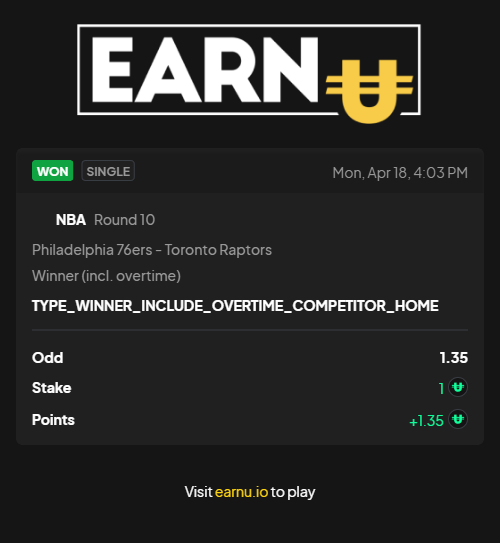 EARNU
WON SINGLE Mon, Apr 18, 4:03 PM
NBA Round 10
Philadelphia 76ers - Toronto Raptors
Winner (incl. overtime)
TYPE_WINNER_INCLUDE_OVERTIME_COMPETITOR_HOME
Odd 1.35
Stake 1
Points +1.35
Visit earnu.io to play